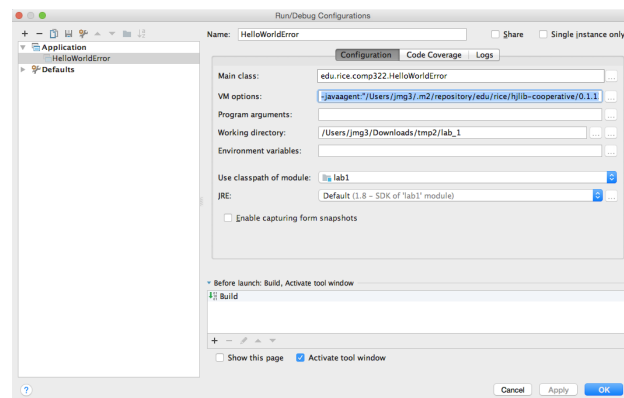 Run/Debug Configurations
Name: HelloWorldError Share Single instance only
Application
HelloWorldError
Defaults
Configuration Code Coverage Logs
Main class: edu.rice.comp322.HelloWorldError
VM options: -javaagent:"/Users/jmg3/.m2/repository/edu/rice/hjlib-cooperative/0.1.1
Program arguments:
Working directory: /Users/jmg3/Downloads/tmp2/lab_1
Environment variables:
Use classpath of module: lab1
JRE: Default (1.8 - SDK of 'lab1' module)
Enable capturing form snapshots
Before launch: Build, Activate tool window
Build
Show this page Activate tool window
? Cancel Apply OK